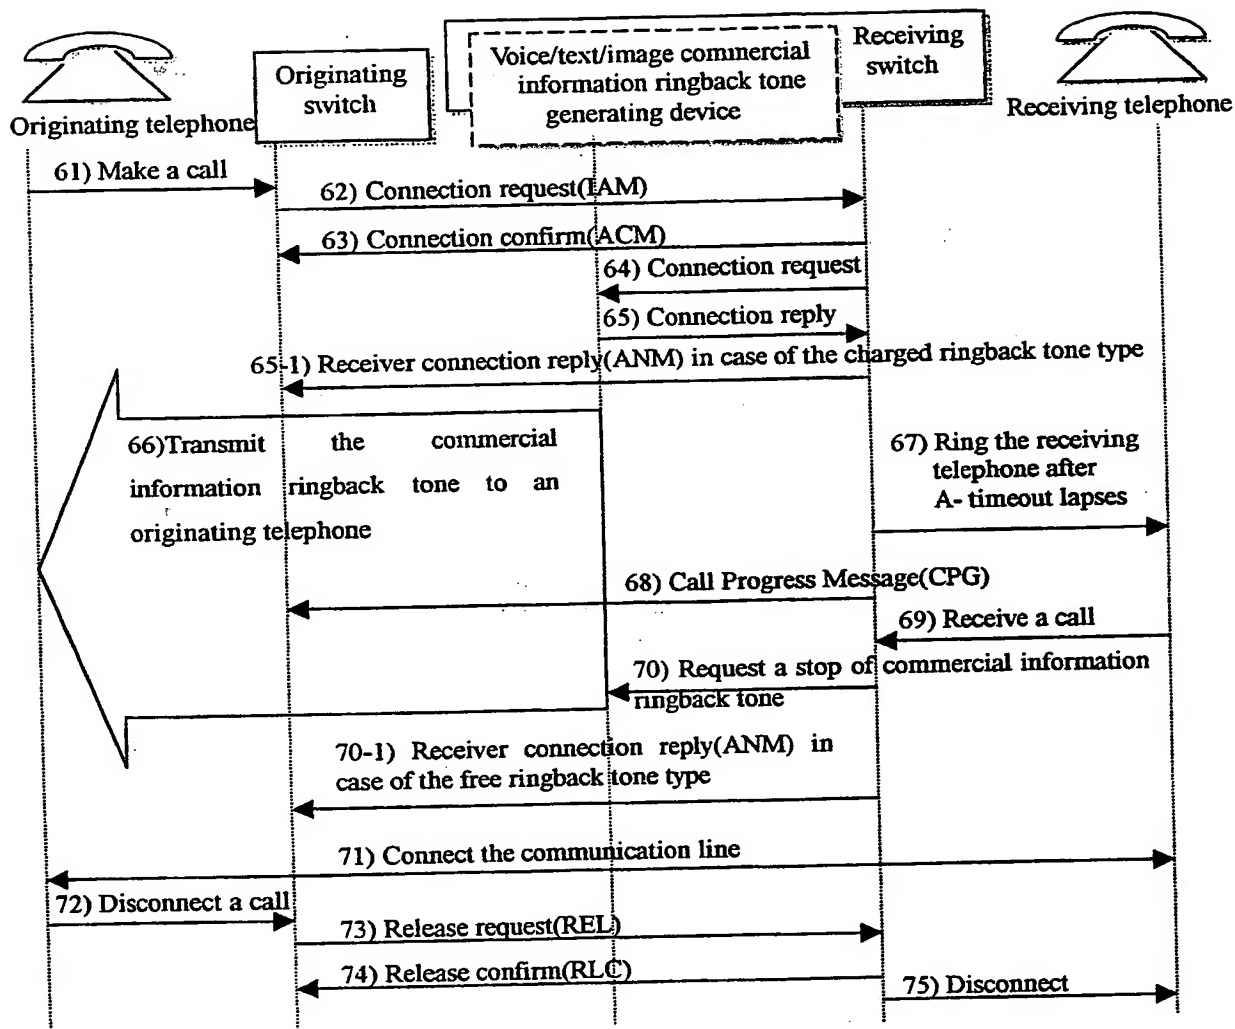 Originating telephone
Originating
switch
Voice/text/image commercial
information ringback tone
generating device
Receiving
switch
Receiving telephone
61) Make a call
62) Connection request(IAM)
63) Connection confirm(ACM)
64) Connection request
65) Connection reply
65-1) Receiver connection reply(ANM) in case of the charged ringback tone type
66)Transmit the commercial
information ringback tone to an
originating telephone
67) Ring the receiving
telephone after
A- timeout lapses
68) Call Progress Message(CPG)
69) Receive a call
70) Request a stop of commercial information
ringback tone
70-1) Receiver connection reply(ANM) in
case of the free ringback tone type
71) Connect the communication line
72) Disconnect a call
73) Release request(REL)
74) Release confirm(RLC)
75) Disconnect